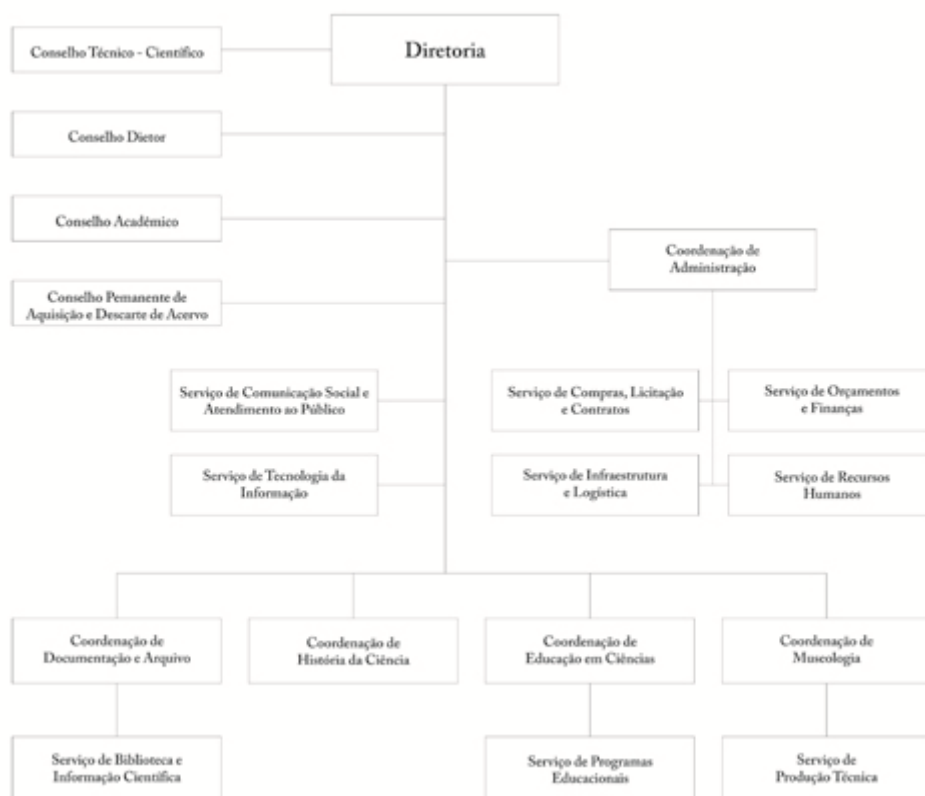 Conselho Técnico - Científico
Diretoria
Conselho Dietor
Conselho Acadêmico
Coordenação de
Administração
Conselho Pemanente de
Aquisição e Descarte de Acervo
Serviço de Comunicação Social e
Atendimento ao Público
Serviço de Compras, Licitação
e Contratos
Serviço de Orçamentos
e Finanças
Serviço de Tecnologia da
Informação
Serviço de Infraestrutura
e Logística
Serviço de Recursos
Humanos
Coordenação de
Documentação e Arquivo
Coordenação de
História da Ciência
Coordenação de
Educação em Ciências
Coordenação de
Museologia
Serviço de Biblioteca e
Informação Científica
Serviço de Programas
Educacionais
Serviço de
Produção Técnica